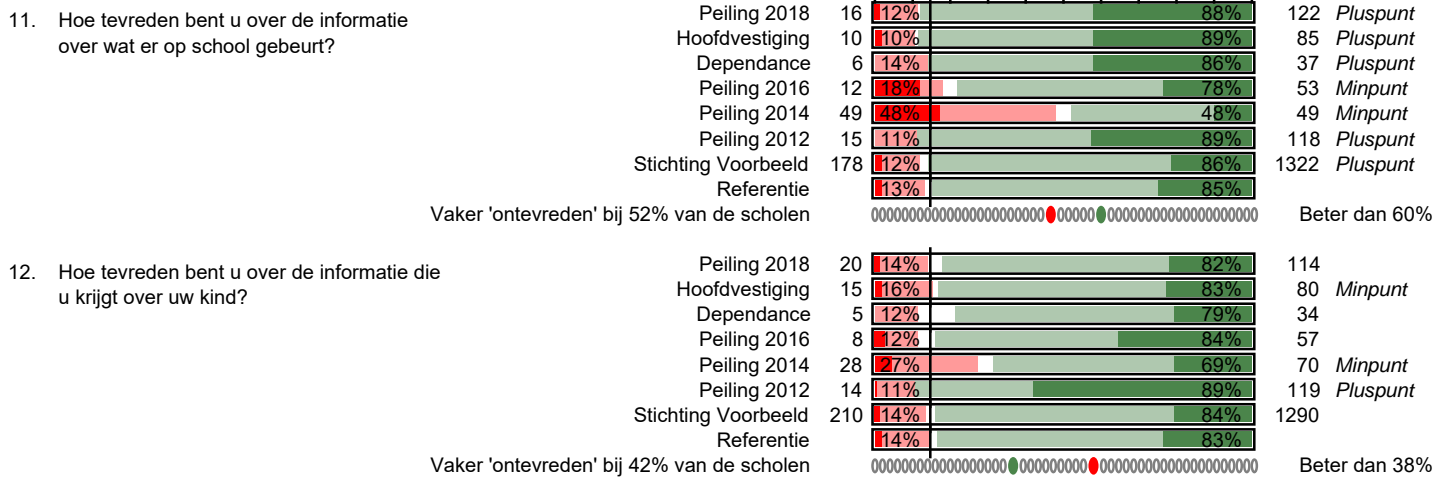 11. Hoe tevreden bent u over de informatie
over wat er op school gebeurt?
Peiling 2018 16 12% 88% 122 Pluspunt
Hoofdvestiging 10 10% 89% 85 Pluspunt
Dependance 6 14% 86% 37 Pluspunt
Peiling 2016 12 18% 78% 53 Minpunt
Peiling 2014 49 48% 48% 49 Minpunt
Peiling 2012 15 11% 89% 118 Pluspunt
Stichting Voorbeeld 178 12% 86% 1322 Pluspunt
Referentie 13% 85%
Vaker 'ontevreden' bij 52% van de scholen Beter dan 60%
12. Hoe tevreden bent u over de informatie die
u krijgt over uw kind?
Peiling 2018 20 14% 82% 114
Hoofdvestiging 15 16% 83% 80 Minpunt
Dependance 5 12% 79% 34
Peiling 2016 8 12% 84% 57
Peiling 2014 28 27% 69% 70 Minpunt
Peiling 2012 14 11% 89% 119 Pluspunt
Stichting Voorbeeld 210 14% 84% 1290
Referentie 14% 83%
Vaker 'ontevreden' bij 42% van de scholen Beter dan 38%